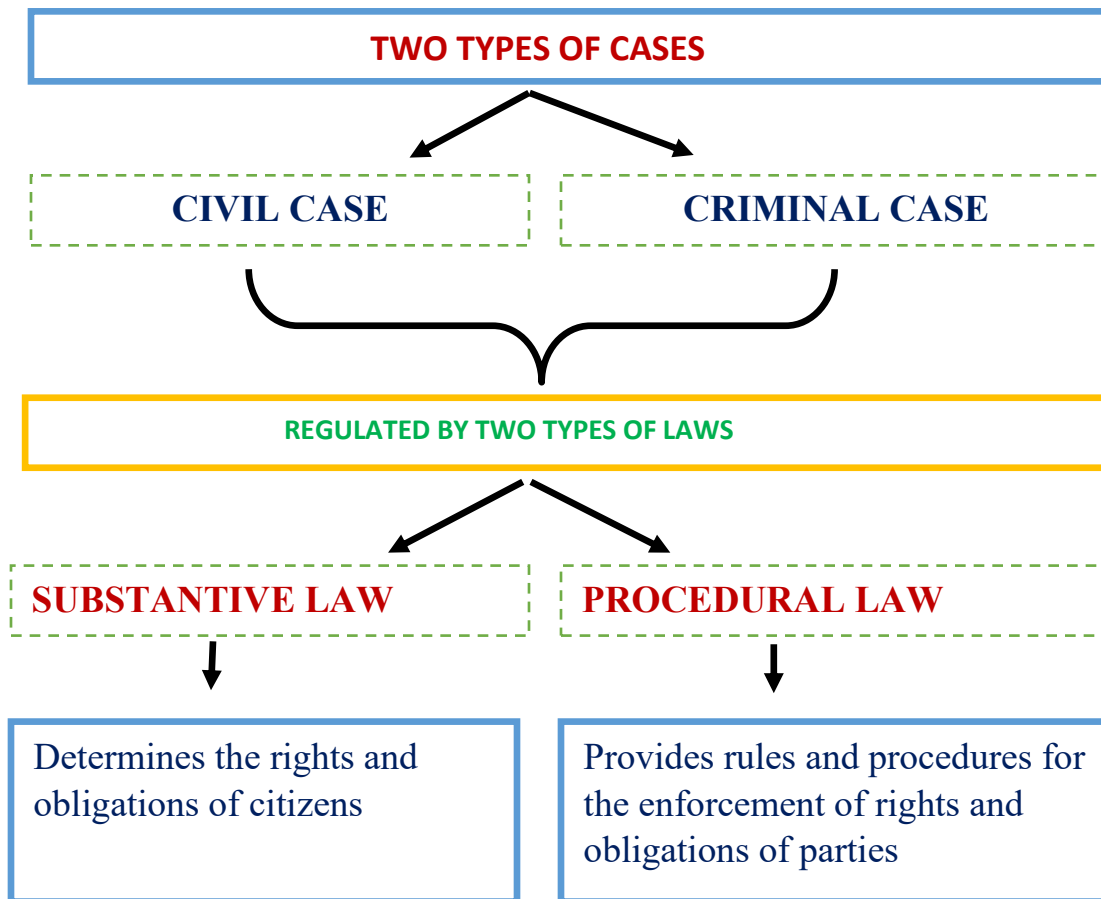 TWO TYPES OF CASES
CIVIL CASE
CRIMINAL CASE
REGULATED BY TWO TYPES OF LAWS
SUBSTANTIVE LAW
PROCEDURAL LAW
Determines the rights and
obligations of citizens
Provides rules and procedures for
the enforcement of rights and
obligations of parties